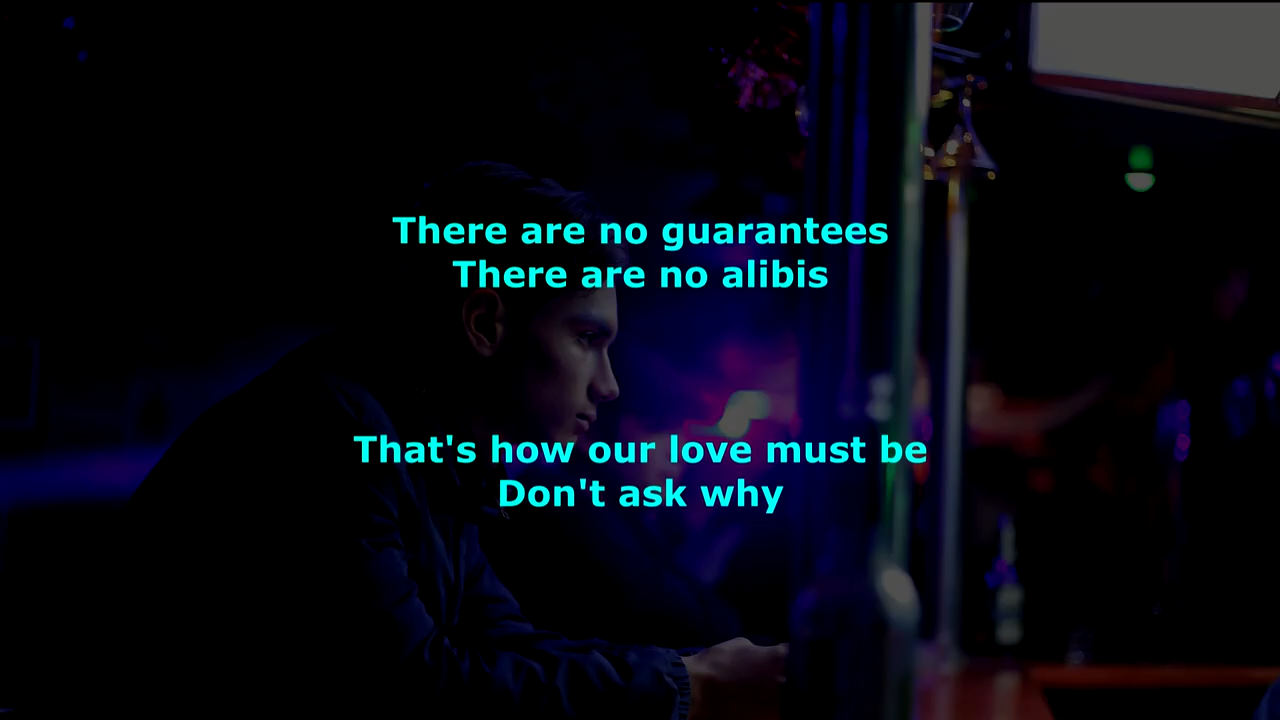 There are no guarantees
There are no alibis
That's how our love must be
Don't ask why